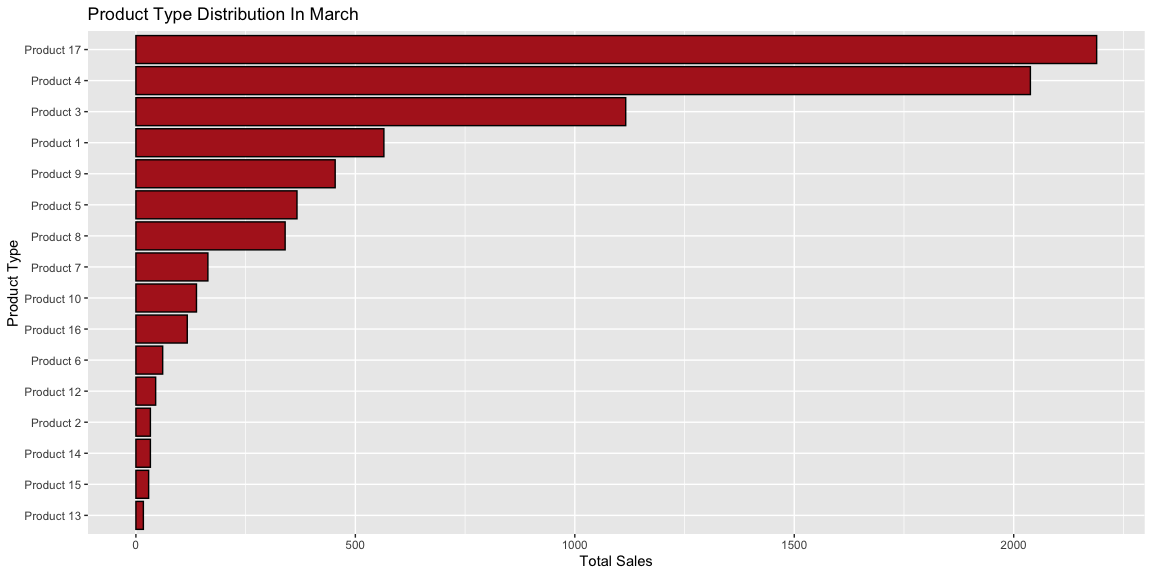 Product Type Distribution In March
Product Type
Product 17
Product 4
Product 3
Product 1
Product 9
Product 5
Product 8
Product 7
Product 10
Product 16
Product 6
Product 12
Product 2
Product 14
Product 15
Product 13
0 500 1000 1500 2000
Total Sales